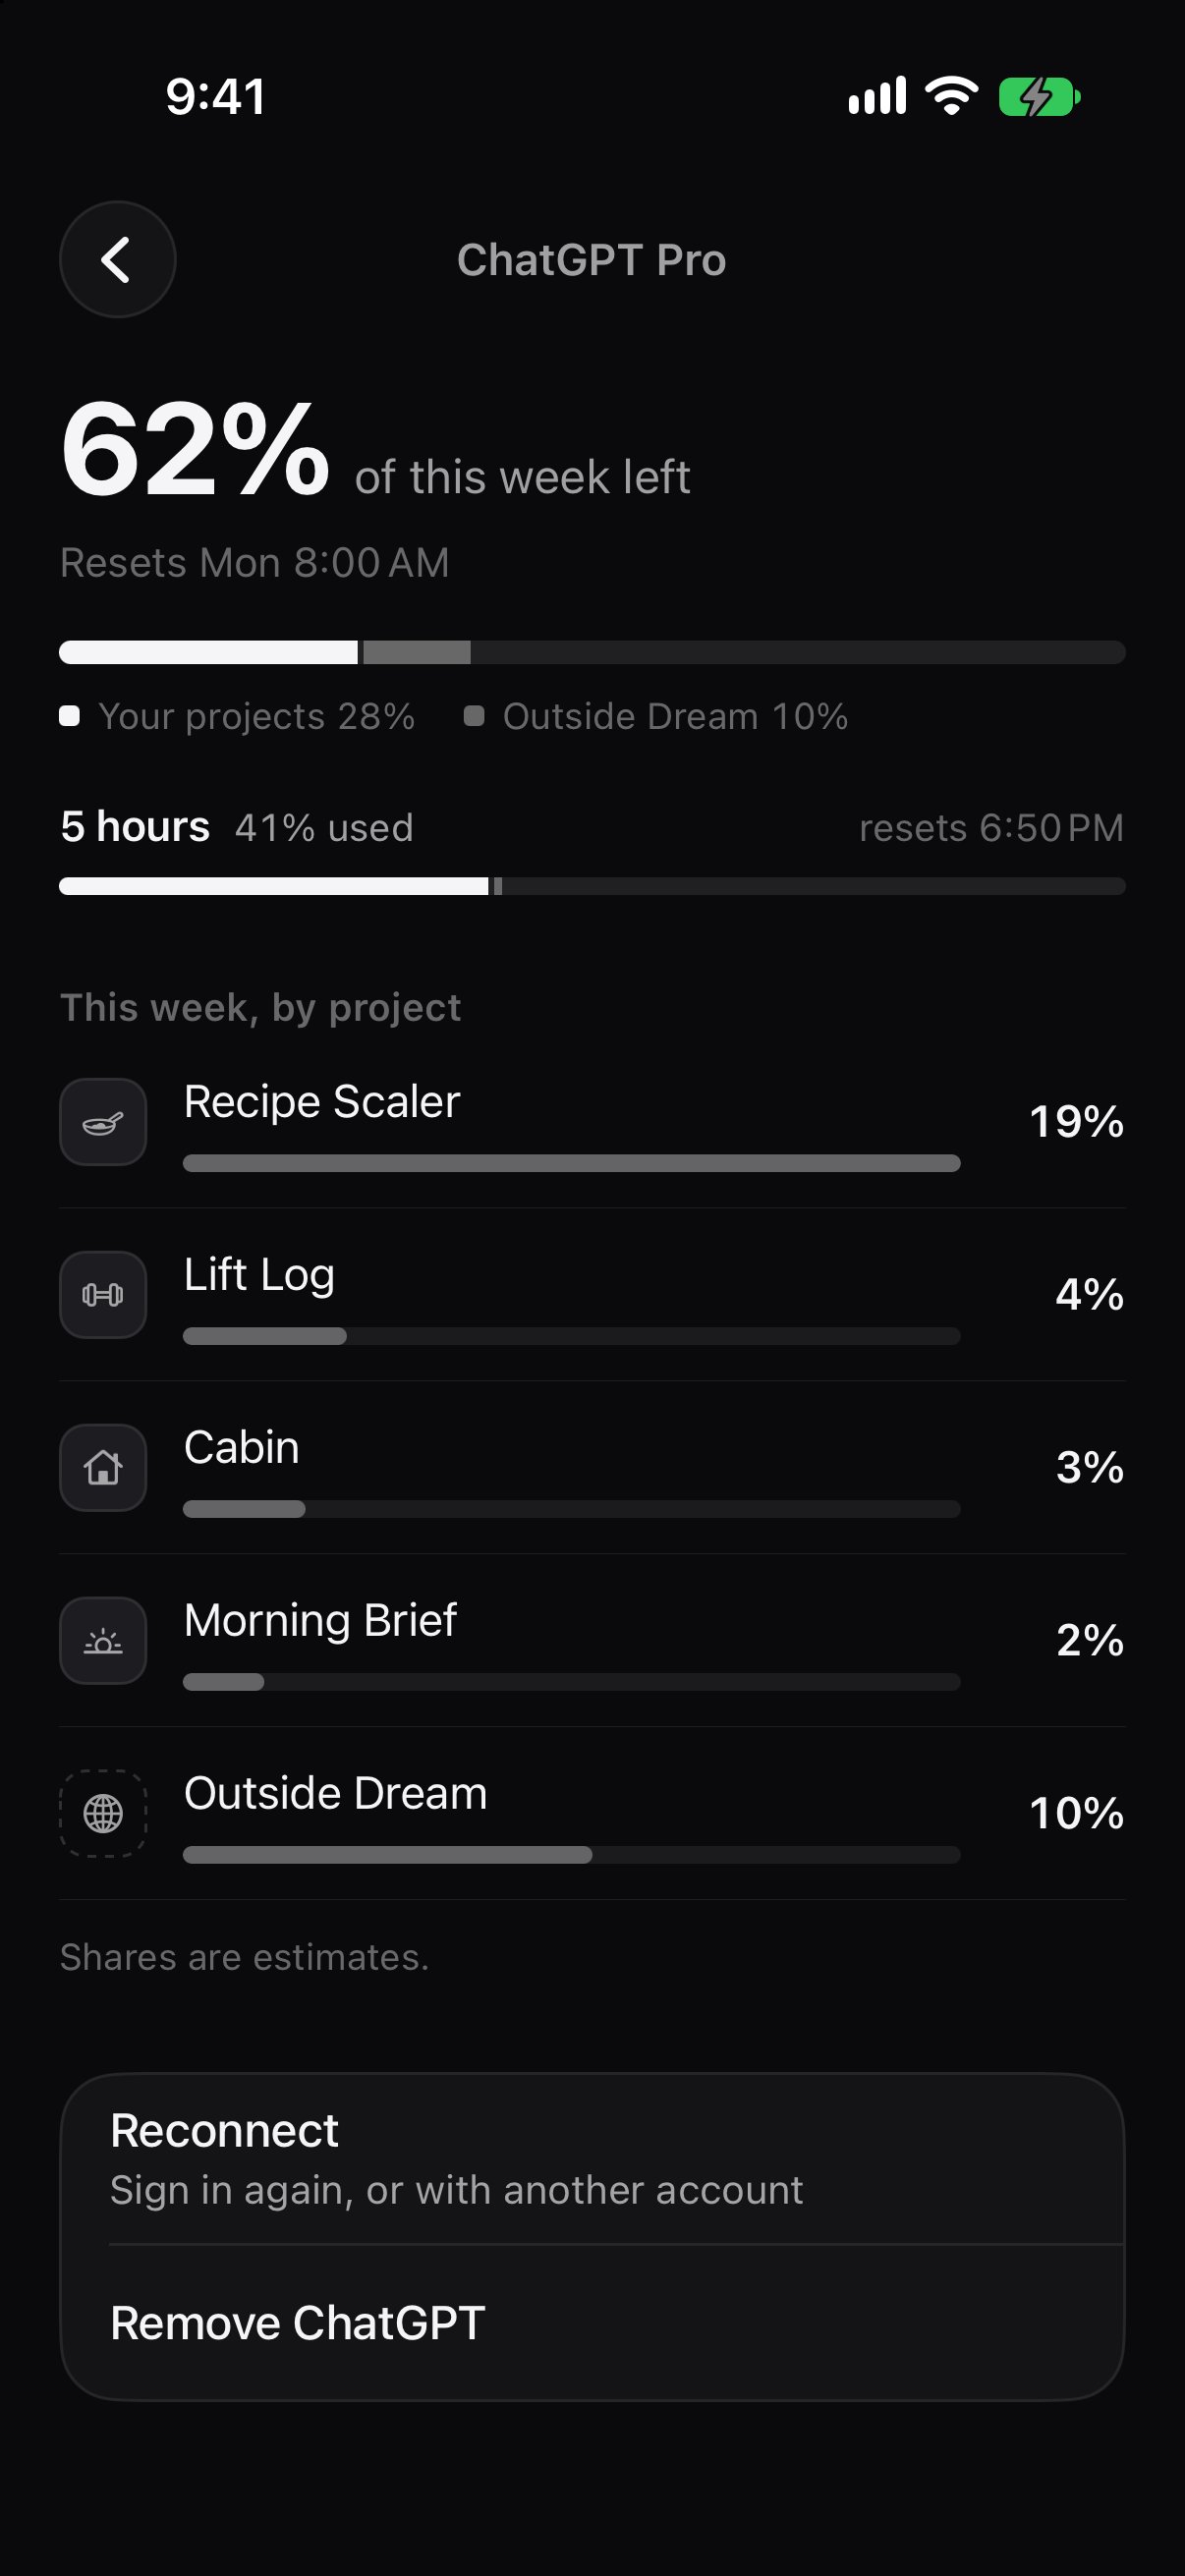 9:41
ChatGPT Pro
62% of this week left
Resets Mon 8:00 AM
Your projects 28% Outside Dream 10%
5 hours 41% used resets 6:50 PM
This week, by project
Recipe Scaler 19%
Lift Log 4%
Cabin 3%
Morning Brief 2%
Outside Dream 10%
Shares are estimates.
Reconnect
Sign in again, or with another account
Remove ChatGPT